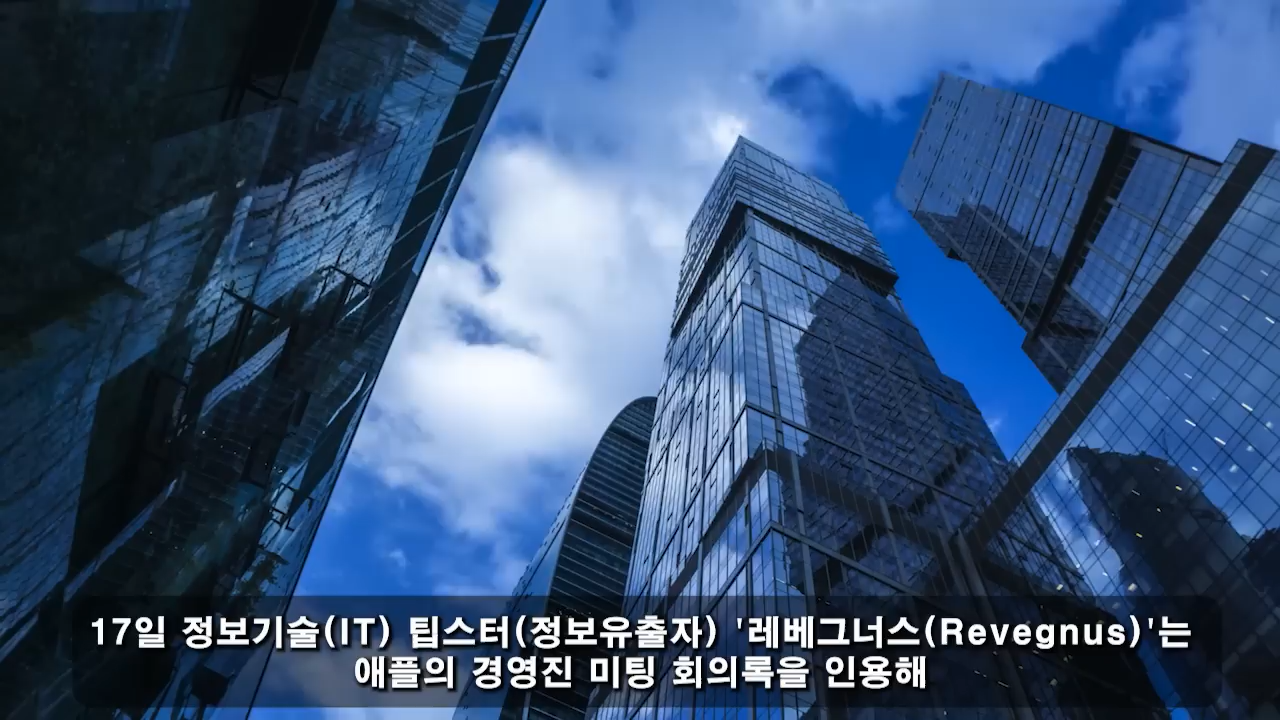 17일 정보기술(IT) 팁스터(정보유출자) '레베그너스(Revegnus)'는
애플의 경영진 미팅 회의록을 인용해